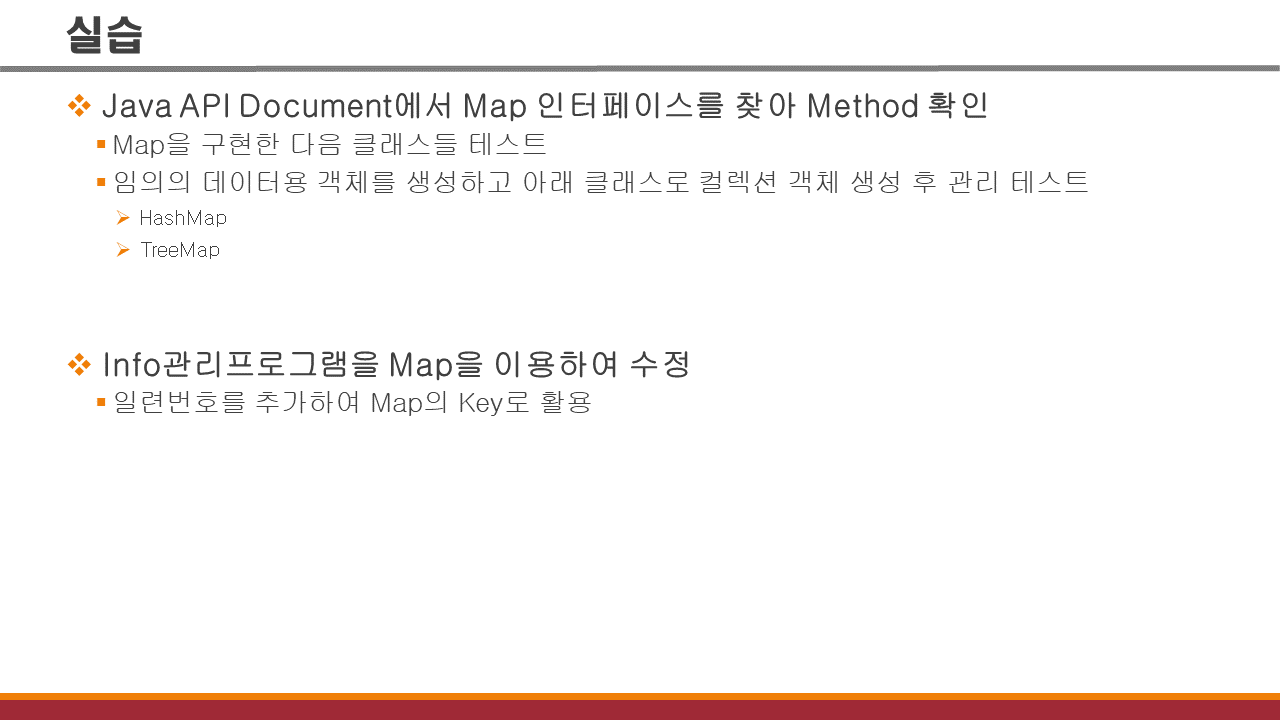 실습
Java API Document에서 Map 인터페이스를 찾아 Method 확인
Map을 구현한 다음 클래스들 테스트
임의의 데이터용 객체를 생성하고 아래 클래스로 컬렉션 객체 생성 후 관리 테스트
HashMap
TreeMap
Info관리프로그램을 Map을 이용하여 수정
일련번호를 추가하여 Map의 Key로 활용